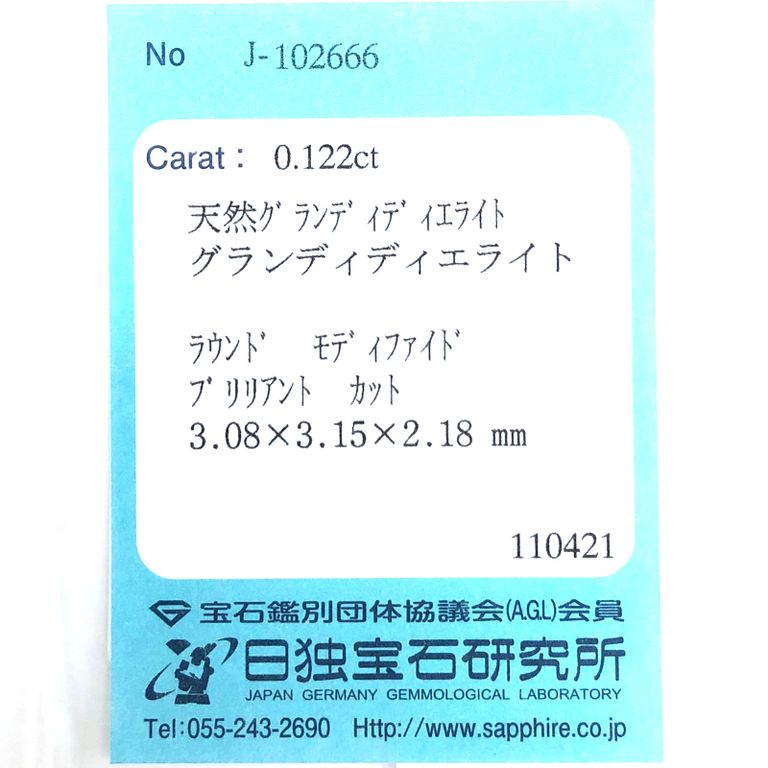 No J-102666
Carat: 0.122ct
天然ｸﾞﾗﾝﾃﾞｨﾃﾞｨｴﾗｲﾄ
グランディディエライト
ﾗｳﾝﾄﾞ ﾓﾃﾞｨﾌｧｲﾄﾞ
ﾌﾞﾘﾘｱﾝﾄ ｶｯﾄ
3.08×3.15×2.18 mm
110421
宝石鑑別団体協議会(A.G.L)会員
日独宝石研究所
JAPAN GERMANY GEMMOLOGICAL LABORATORY
Tel:055-243-2690 Http://www.sapphire.co.jp